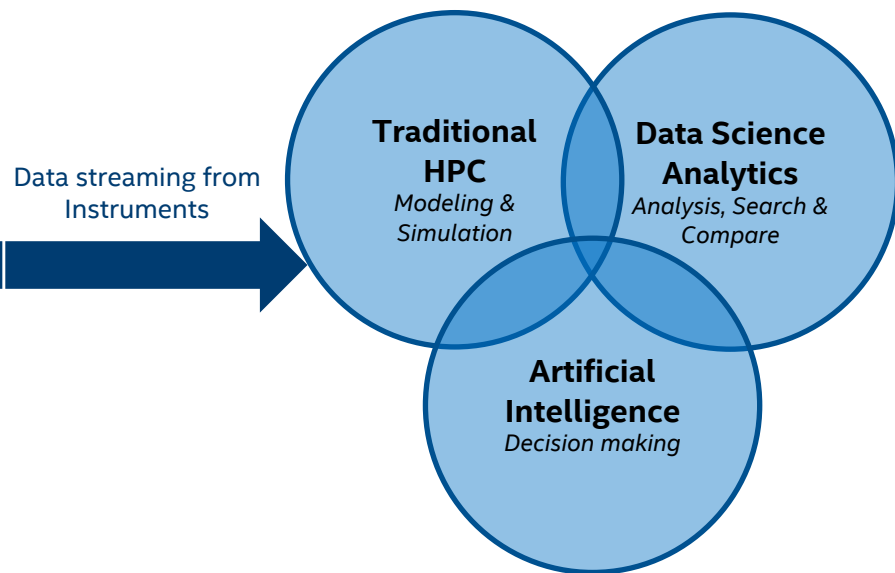 Data streaming from
Instruments
Traditional
HPC
Modeling &
Simulation
Data Science
Analytics
Analysis, Search &
Compare
Artificial
Intelligence
Decision making